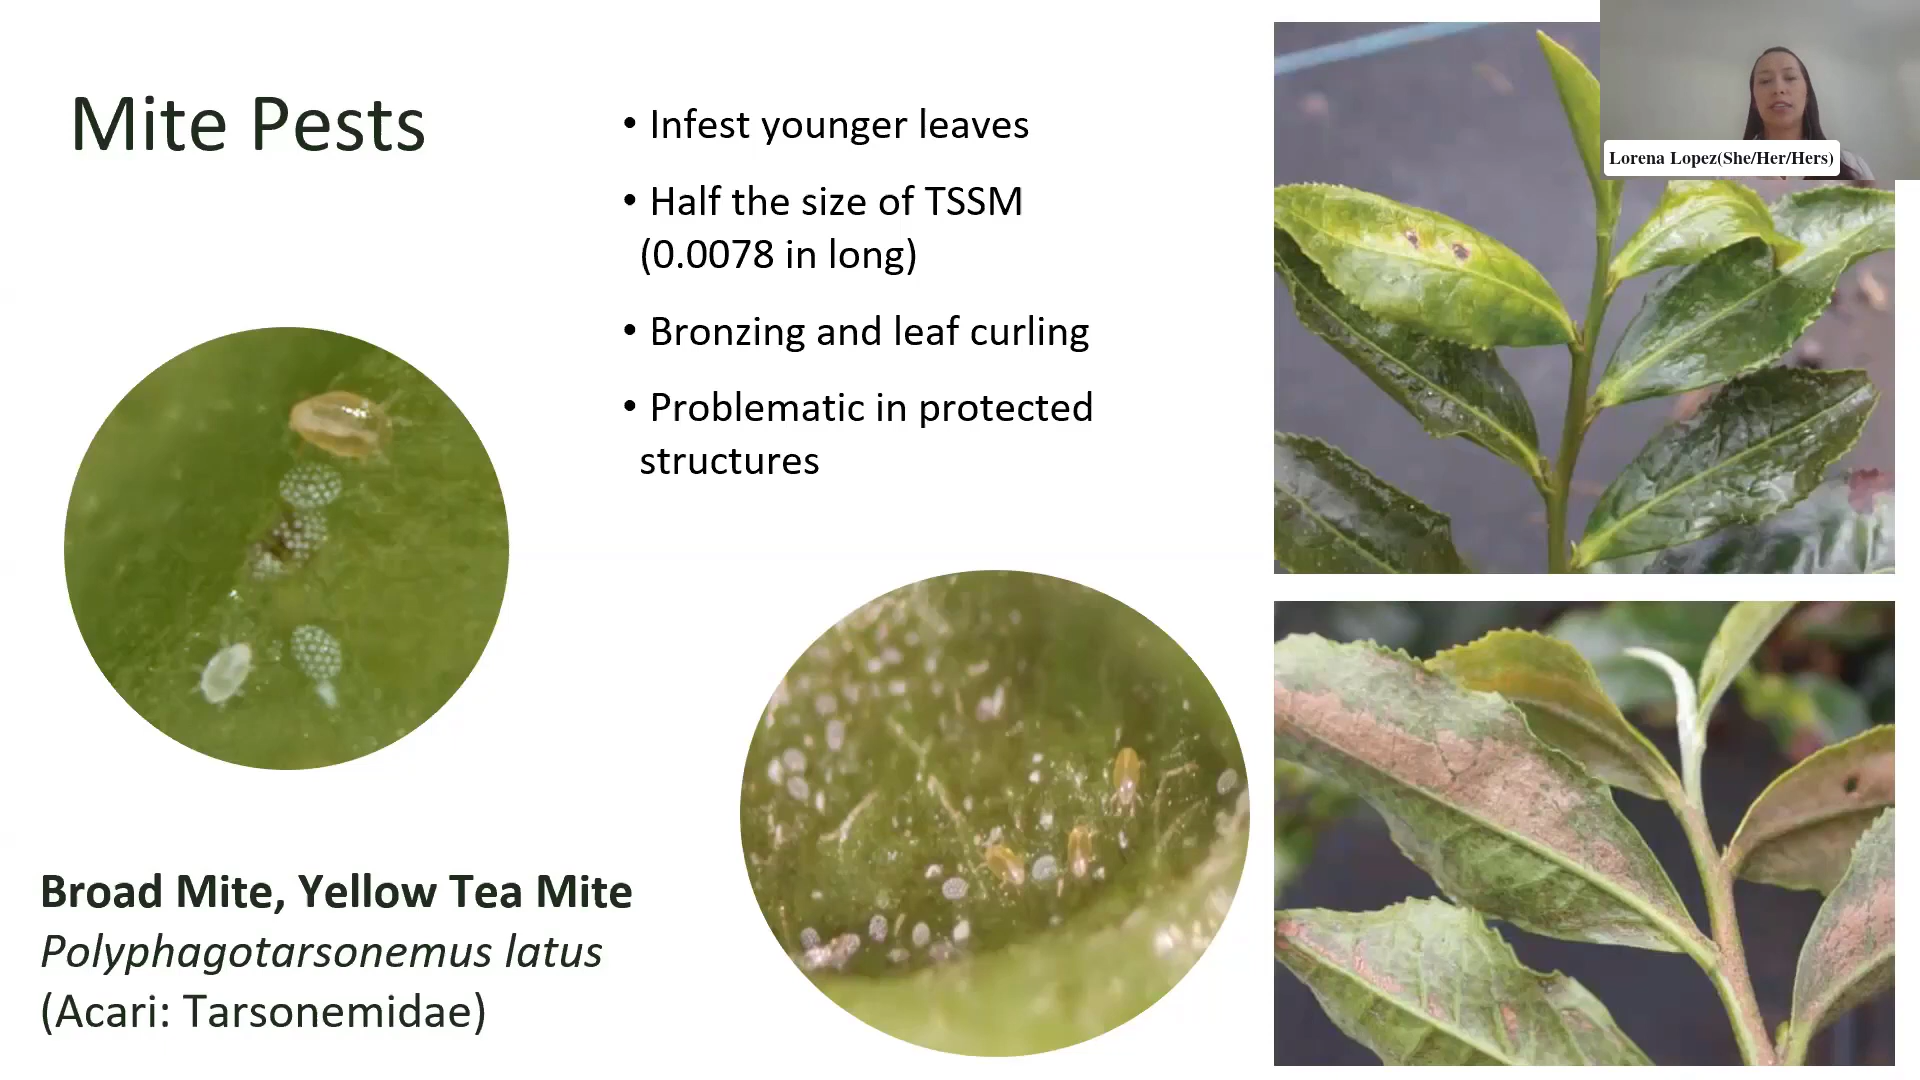 Mite Pests
• Infest younger leaves
• Half the size of TSSM
(0.0078 in long)
• Bronzing and leaf curling
• Problematic in protected
structures
Lorena Lopez(She/Her/Hers)
Broad Mite, Yellow Tea Mite
Polyphagotarsonemus latus
(Acari: Tarsonemidae)